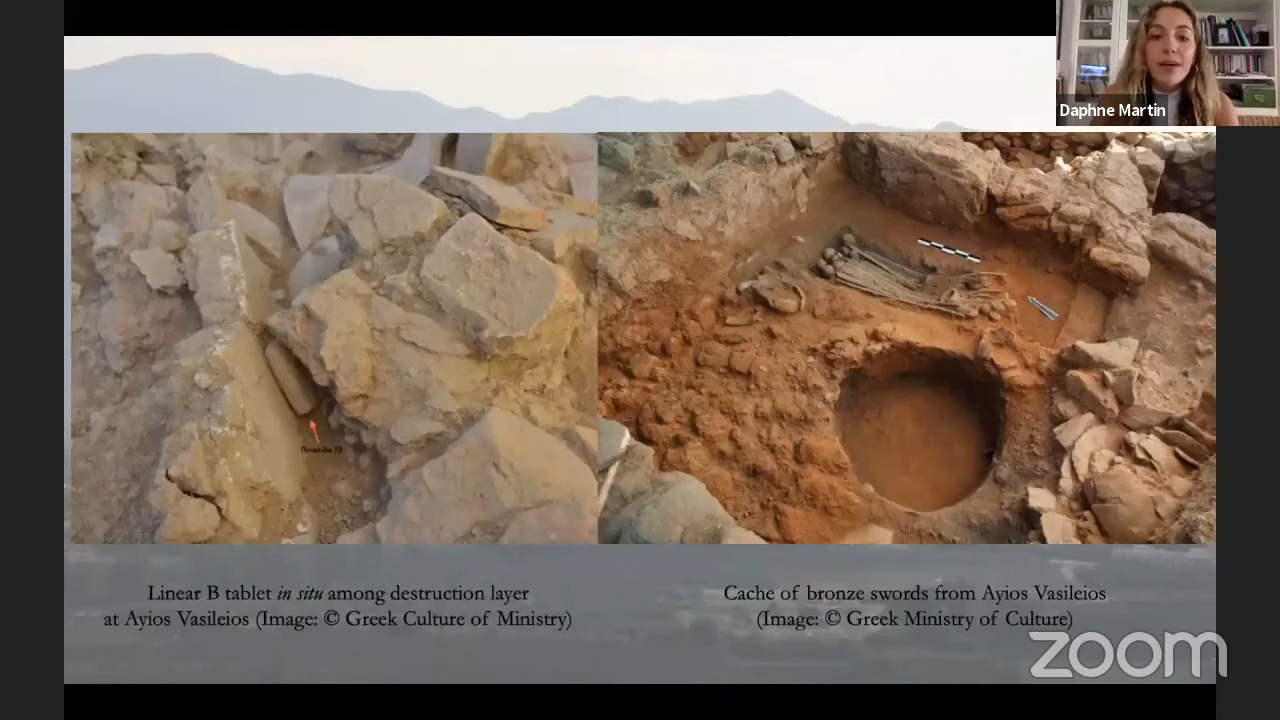 Daphne Martin
Linear B tablet in situ among destruction layer
at Ayios Vasileios (Image: © Greek Culture of Ministry)
Cache of bronze swords from Ayios Vasileios
(Image: © Greek Ministry of Culture)
zoom